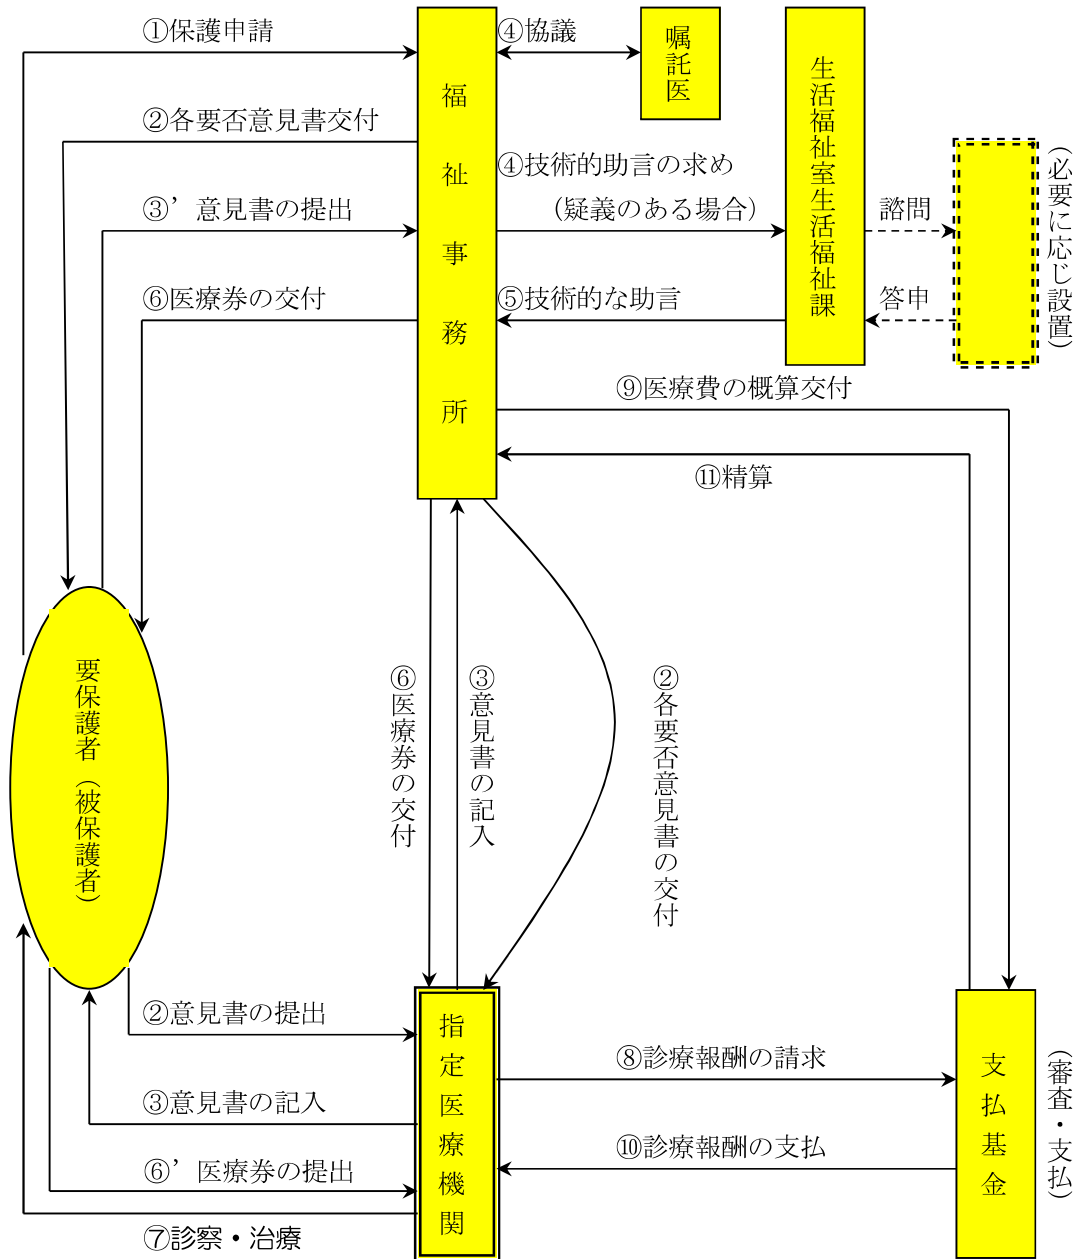 ①保護申請
④協議
嘱託医
福祉事務所
生活福祉室生活福祉課
②各要否意見書交付
④技術的助言の求め
(疑義のある場合)
(必要に応じ設置)
③’意見書の提出
諮問
⑥医療券の交付
⑤技術的な助言
答申
⑨医療費の概算交付
⑪精算
要保護者(被保護者)
⑥医療券の交付
③意見書の記入
②各要否意見書の交付
②意見書の提出
指定医療機関
⑧診療報酬の請求
支払基金
(審査・支払)
③意見書の記入
⑩診療報酬の支払
⑥’医療券の提出
⑦診察・治療